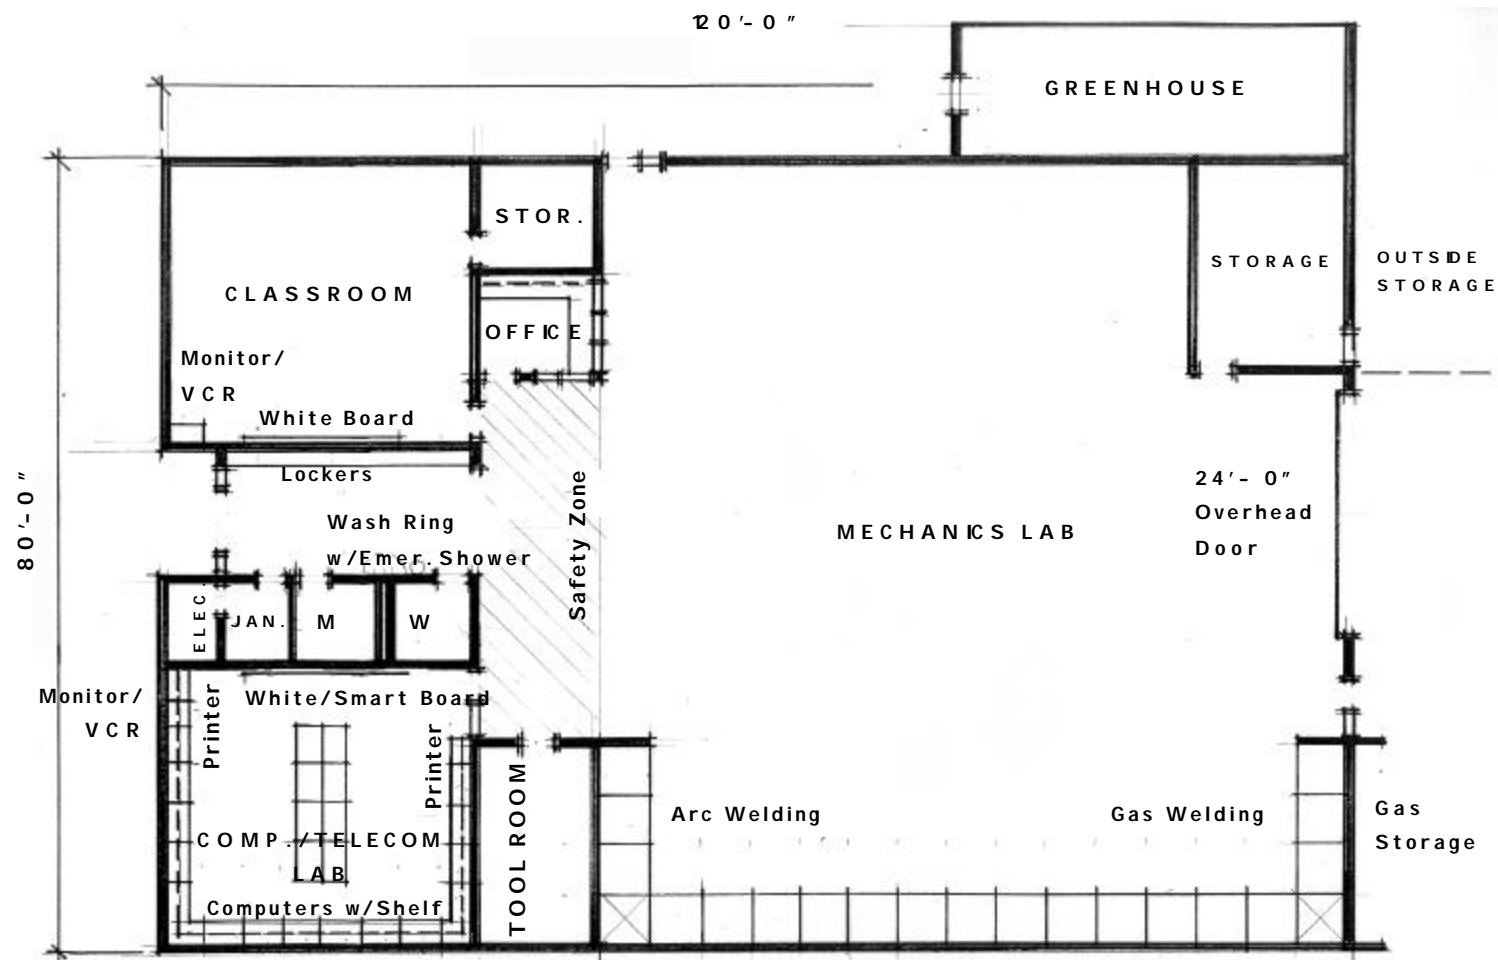 120'-0"
GREENHOUSE
STOR.
STORAGE
OUTSIDE
STORAGE
CLASSROOM
OFFICE
Monitor/
VCR
White Board
Lockers
24'-0"
Overhead
Door
80'-0"
Wash Ring
w/Emer. Shower
Safety Zone
MECHANICS LAB
ELEC.
JAN.
M
W
Monitor/
VCR
Printer
White/Smart Board
Printer
COMP./TELECOM
LAB
Computers w/Shelf
TOOL ROOM
Arc Welding
Gas Welding
Gas
Storage